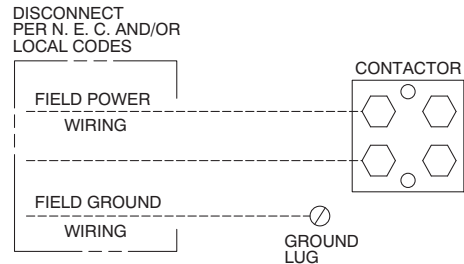 DISCONNECT
PER N. E. C. AND/OR
LOCAL CODES
CONTACTOR
FIELD POWER
WIRING
FIELD GROUND
WIRING
GROUND
LUG